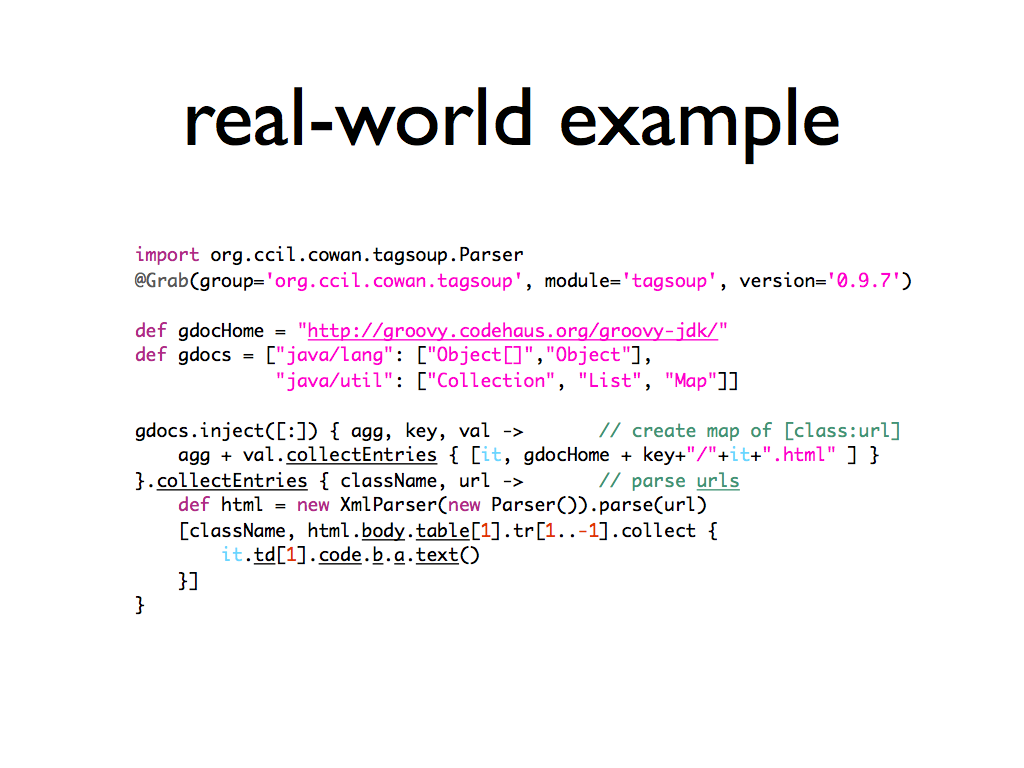 real-world example
import org.ccil.cowan.tagsoup.Parser
@Grab(group='org.ccil.cowan.tagsoup', module='tagsoup', version='0.9.7')
def gdocHome = "http://groovy.codehaus.org/groovy-jdk/"
def gdocs = ["java/lang": ["Object[]","Object"],
"java/util": ["Collection", "List", "Map"]]
gdocs.inject([:]) { agg, key, val -> // create map of [class:url]
agg + val.collectEntries { [it, gdocHome + key+"/"+it+".html" ] }
}.collectEntries { className, url -> // parse urls
def html = new XmlParser(new Parser()).parse(url)
[className, html.body.table[1].tr[1..-1].collect {
it.td[1].code.b.a.text()
}]
}